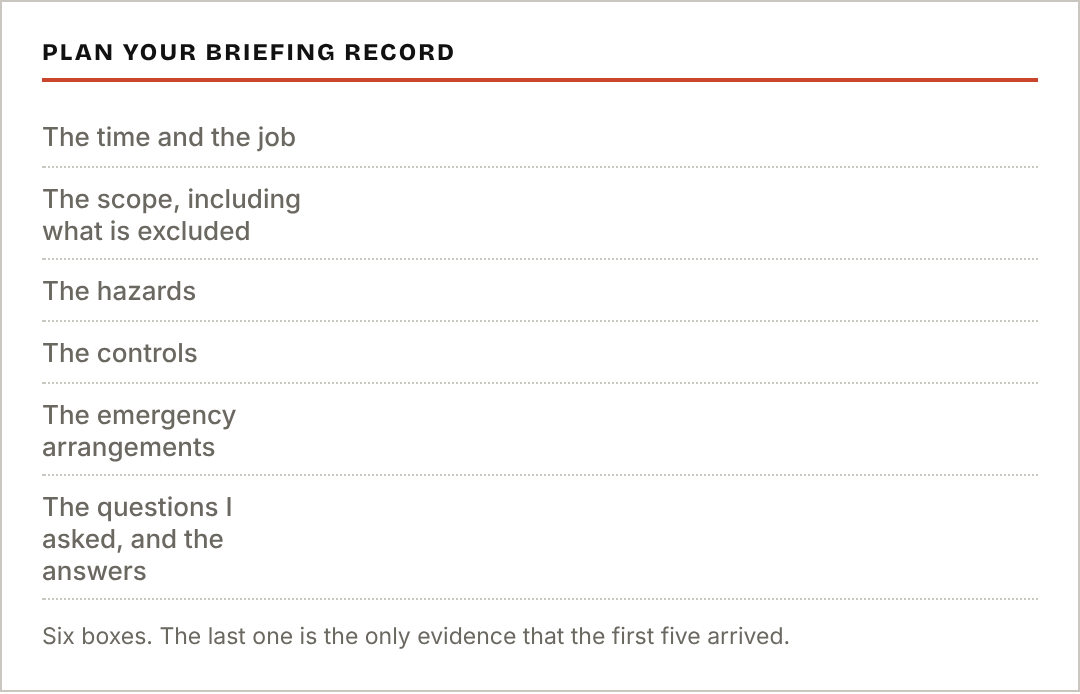 PLAN YOUR BRIEFING RECORD
The time and the job
The scope, including
what is excluded
The hazards
The controls
The emergency
arrangements
The questions I
asked, and the
answers
Six boxes. The last one is the only evidence that the first five arrived.